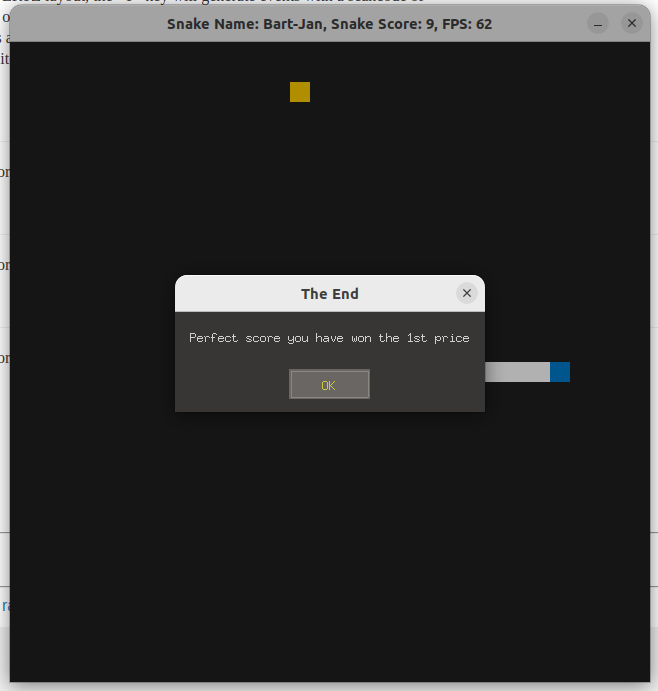 Snake Name: Bart-Jan, Snake Score: 9, FPS: 62
The End
Perfect score you have won the 1st price
OK